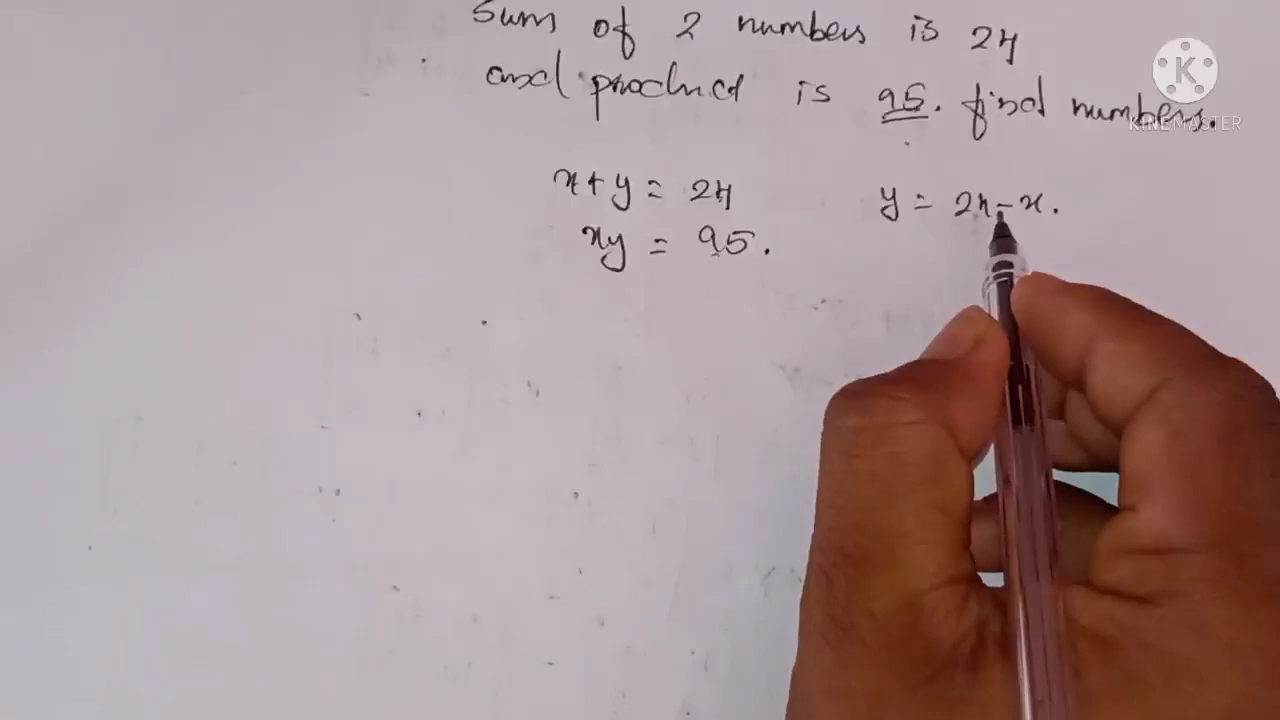 Sum of 2 numbers is 24
and product is 95. find numbers.
x+y = 24
y = 24-x.
xy = 95.
K
KINEMASTER